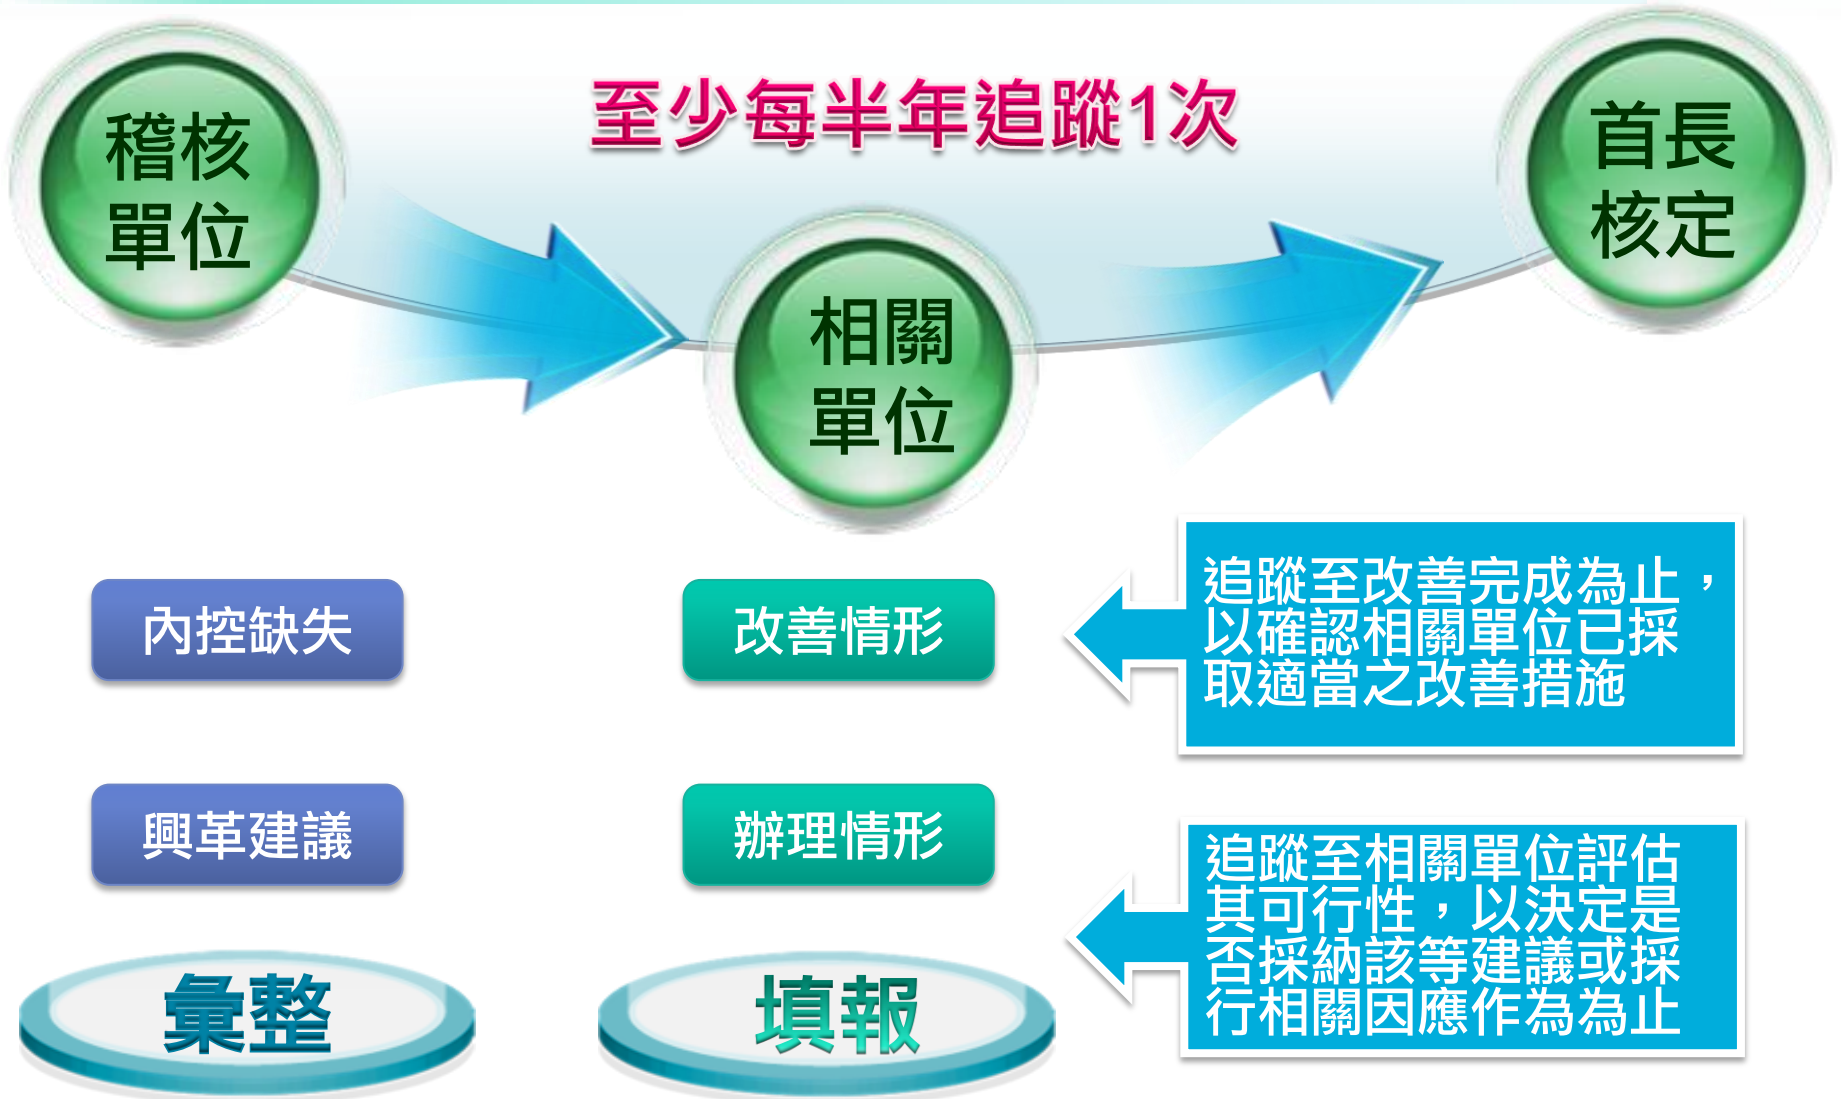 至少每半年追蹤1次
稽核
單位
相關
單位
首長
核定
內控缺失
改善情形
追蹤至改善完成為止，
以確認相關單位已採
取適當之改善措施
興革建議
辦理情形
追蹤至相關單位評估
其可行性，以決定是
否採納該等建議或採
行相關因應作為為止
彙整
填報